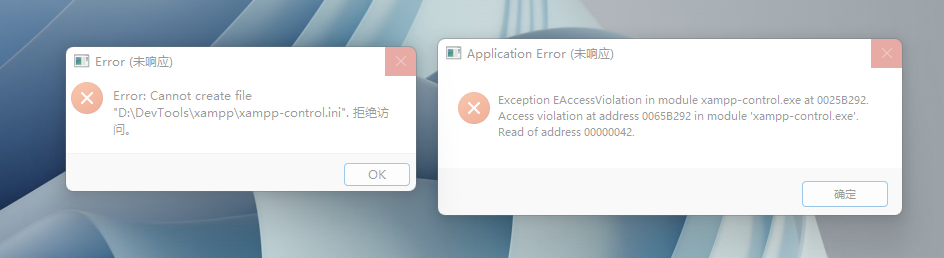 Error (未响应)
Error: Cannot create file
"D:\DevTools\xampp\xampp-control.ini". 拒绝访
问。
OK
Application Error (未响应)
Exception EAccessViolation in module xampp-control.exe at 0025B292.
Access violation at address 0065B292 in module 'xampp-control.exe'.
Read of address 00000042.
确定